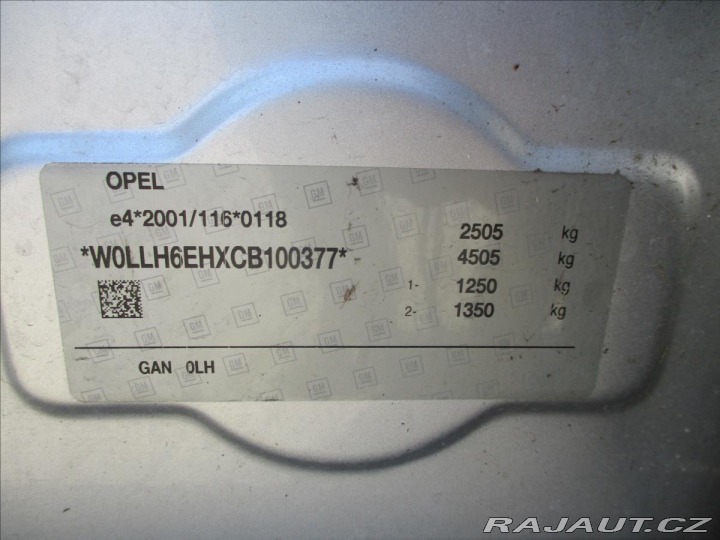 OPEL
e4*2001/116*0118
2505 kg
*W0LLH6EHXCB100377*
4505 kg
1- 1250 kg
2- 1350 kg
GAN 0LH
GM
RAJAUT.CZ